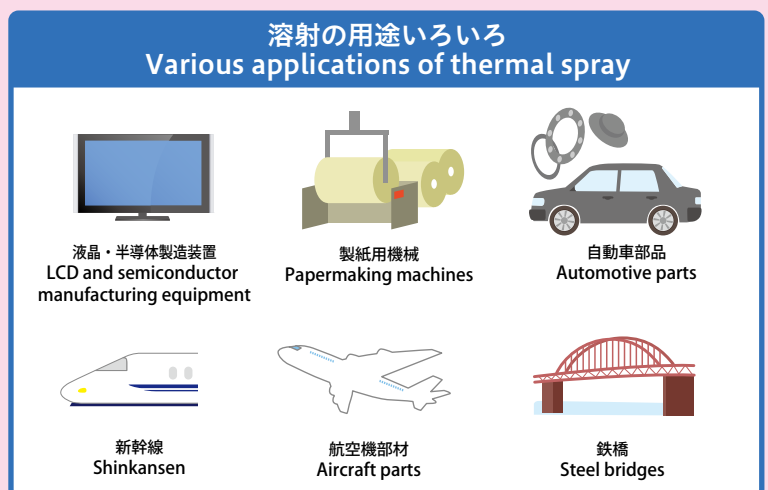 溶射の用途いろいろ
Various applications of thermal spray
液晶・半導体製造装置
LCD and semiconductor
manufacturing equipment
製紙用機械
Papermaking machines
自動車部品
Automotive parts
新幹線
Shinkansen
航空機部材
Aircraft parts
鉄橋
Steel bridges